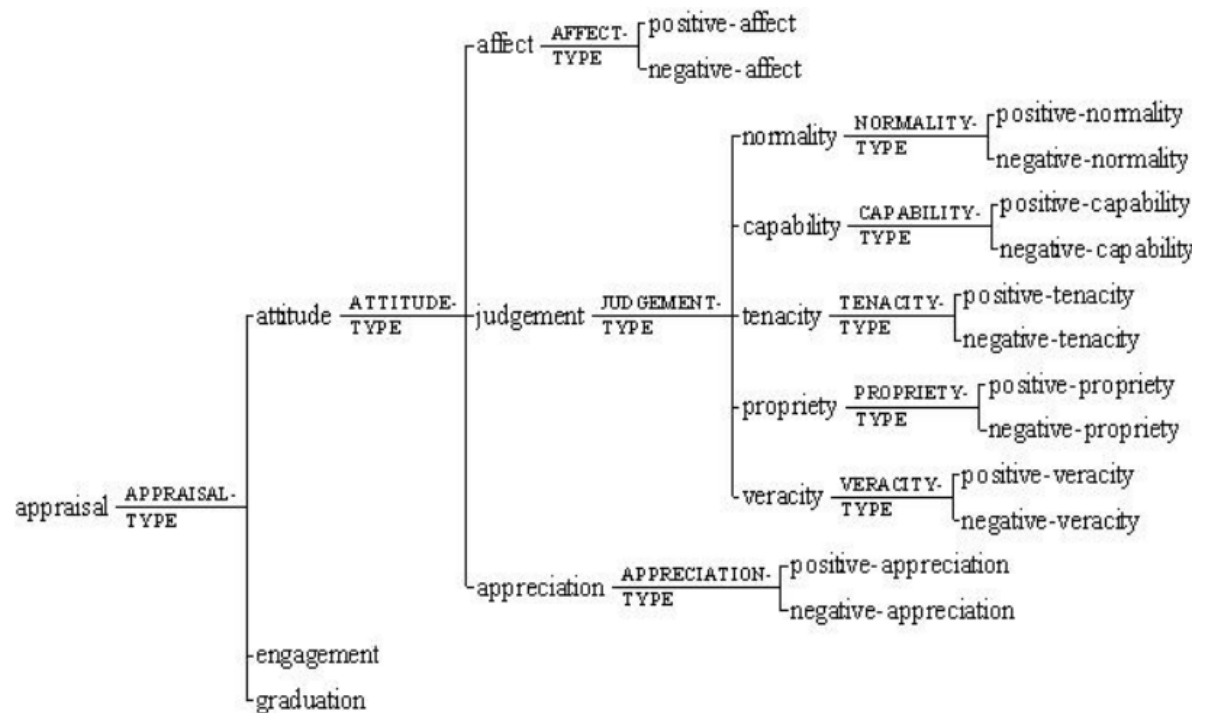 positive-affect
affect AFFECT-
TYPE
negative-affect
positive-normality
normality NORMALITY-
TYPE
negative-normality
positive-capability
capability CAPABILITY-
TYPE
negative-capability
attitude ATTITUDE-
TYPE
judgement JUDGEMENT-
TYPE
positive-tenacity
tenacity TENACITY-
TYPE
negative-tenacity
positive-propriety
propriety PROPRIETY-
TYPE
negative-propriety
positive-veracity
veracity VERACITY-
TYPE
negative-veracity
appraisal APPRAISAL-
TYPE
positive-appreciation
appreciation APPRECIATION-
TYPE
negative-appreciation
engagement
graduation